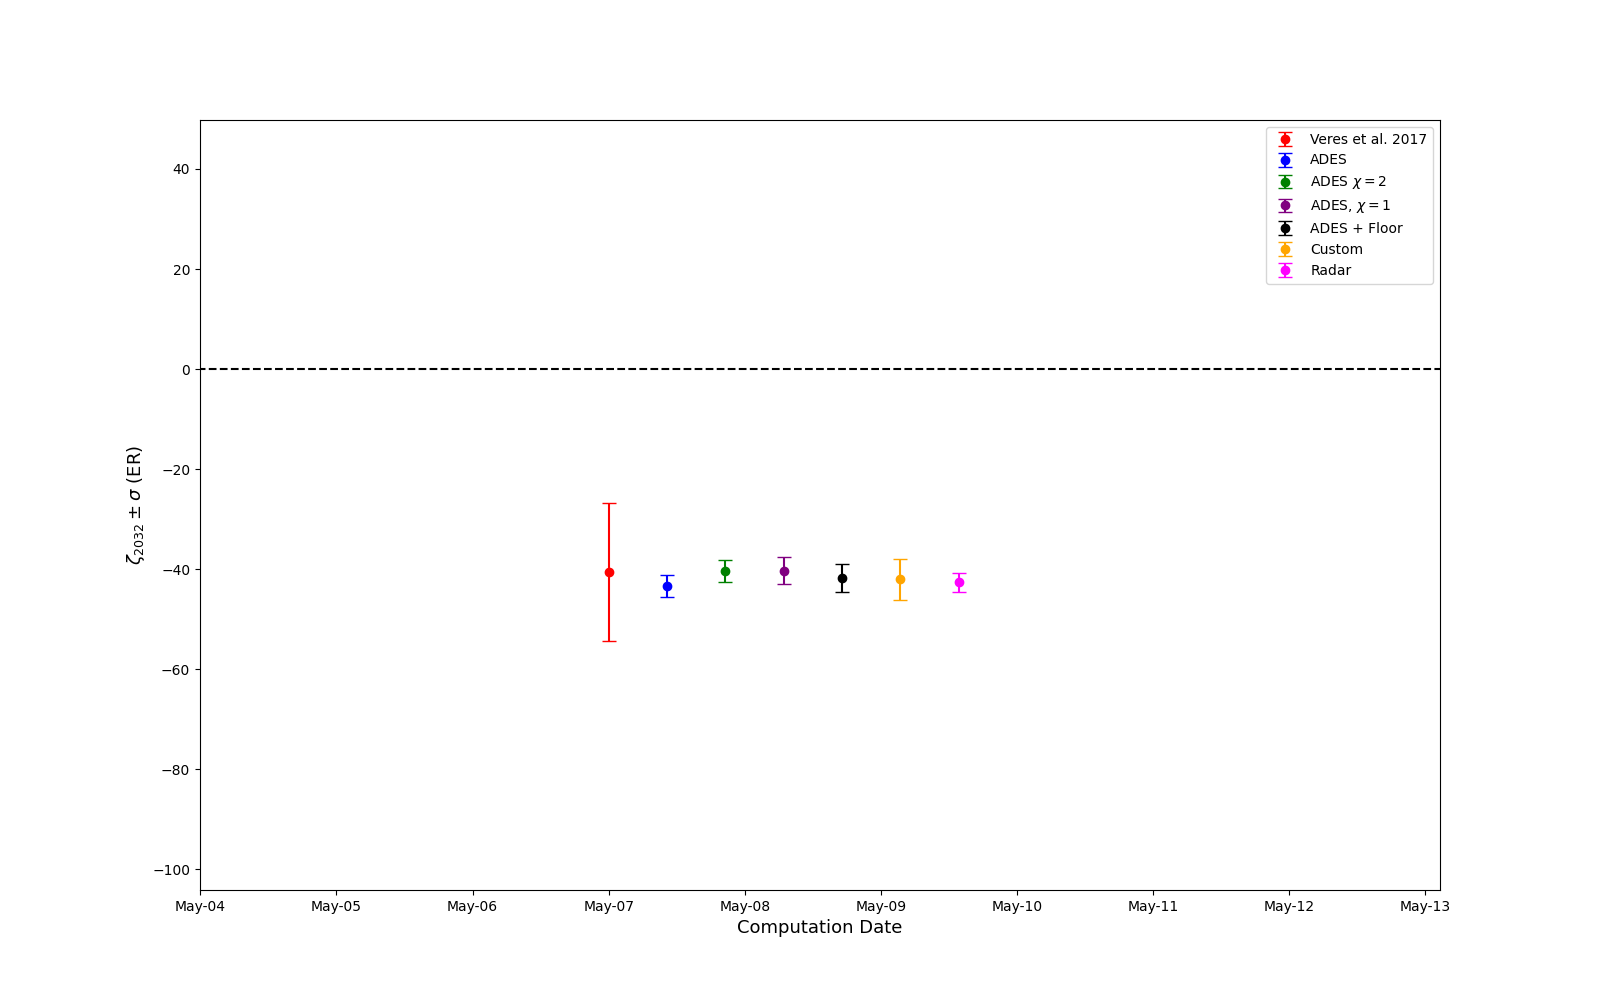 Veres et al. 2017
ADES
ADES χ = 2
ADES, χ = 1
ADES + Floor
Custom
Radar
40
20
0
−20
−40
−60
−80
−100
ζ2032 ± σ (ER)
May-04 May-05 May-06 May-07 May-08 May-09 May-10 May-11 May-12 May-13
Computation Date